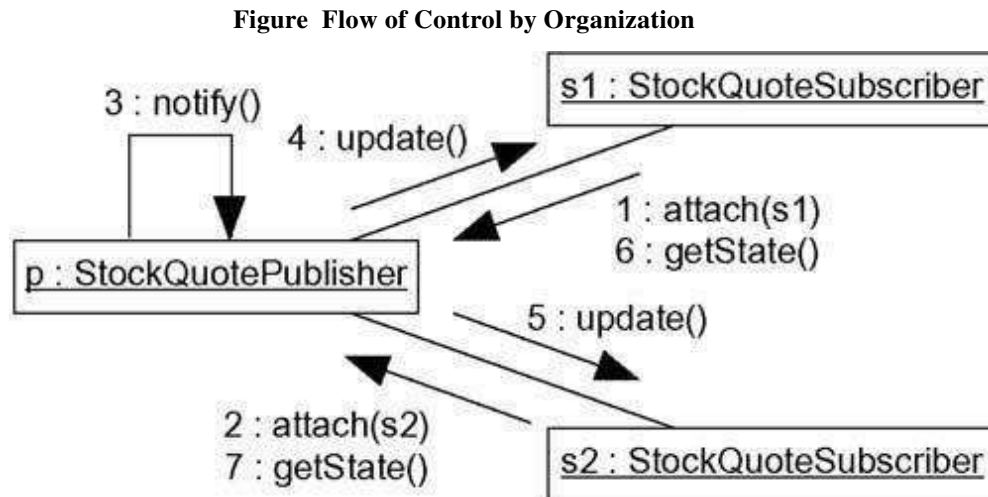 Figure Flow of Control by Organization
s1 : StockQuoteSubscriber
3 : notify()
4 : update()
1 : attach(s1)
6 : getState()
p : StockQuotePublisher
5 : update()
2 : attach(s2)
7 : getState()
s2 : StockQuoteSubscriber